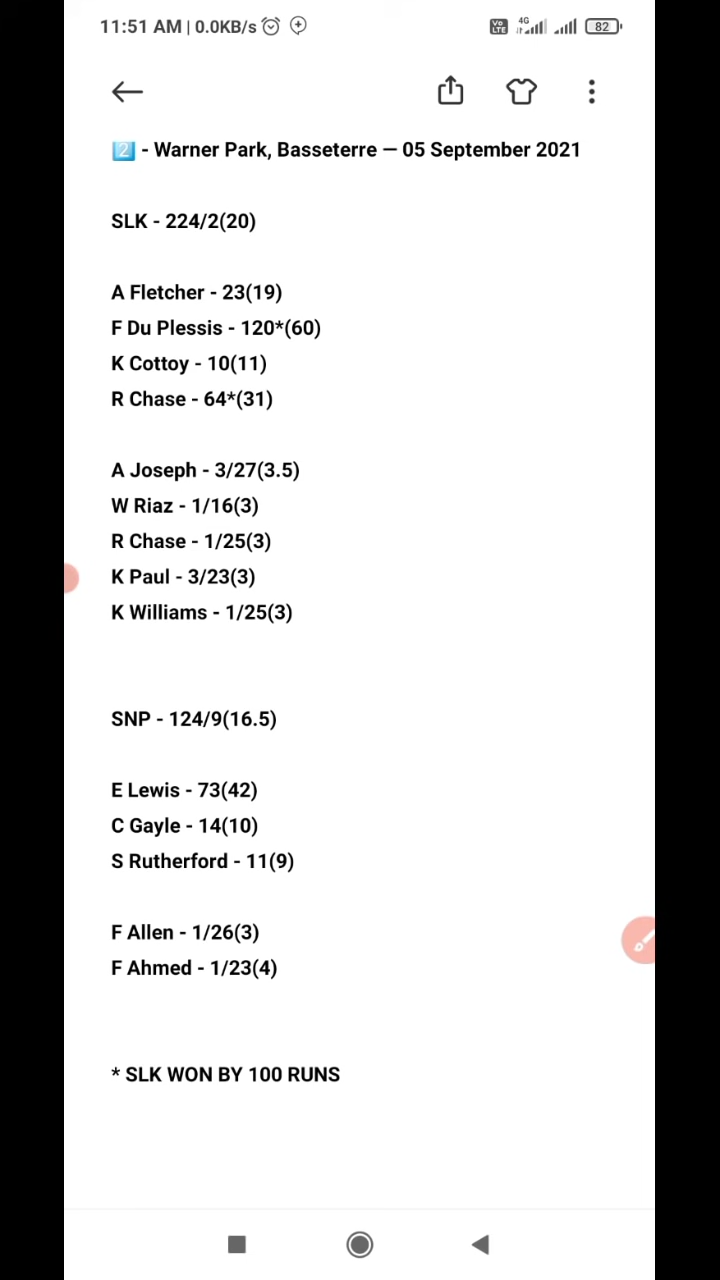 11:51 AM | 0.0KB/s
Vo LTE 4G 82
2 - Warner Park, Basseterre — 05 September 2021
SLK - 224/2(20)
A Fletcher - 23(19)
F Du Plessis - 120*(60)
K Cottoy - 10(11)
R Chase - 64*(31)
A Joseph - 3/27(3.5)
W Riaz - 1/16(3)
R Chase - 1/25(3)
K Paul - 3/23(3)
K Williams - 1/25(3)
SNP - 124/9(16.5)
E Lewis - 73(42)
C Gayle - 14(10)
S Rutherford - 11(9)
F Allen - 1/26(3)
F Ahmed - 1/23(4)
* SLK WON BY 100 RUNS